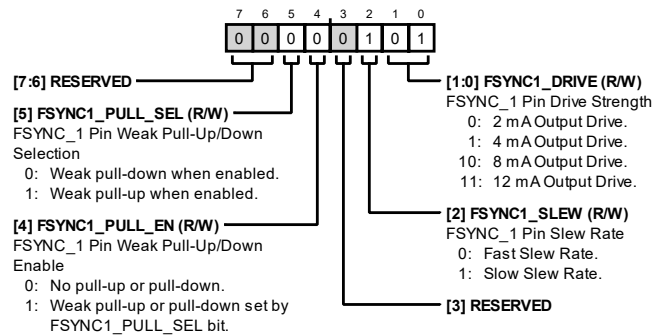 7 6 5 4 3 2 1 0
0 0 0 0 0 1 0 1
[7:6] RESERVED
[5] FSYNC1_PULL_SEL (R/W)
FSYNC_1 Pin Weak Pull-Up/Down
Selection
0: Weak pull-down when enabled.
1: Weak pull-up when enabled.
[4] FSYNC1_PULL_EN (R/W)
FSYNC_1 Pin Weak Pull-Up/Down
Enable
0: No pull-up or pull-down.
1: Weak pull-up or pull-down set by
FSYNC1_PULL_SEL bit.
[1:0] FSYNC1_DRIVE (R/W)
FSYNC_1 Pin Drive Strength
0: 2 mA Output Drive.
1: 4 mA Output Drive.
10: 8 mA Output Drive.
11: 12 mA Output Drive.
[2] FSYNC1_SLEW (R/W)
FSYNC_1 Pin Slew Rate
0: Fast Slew Rate.
1: Slow Slew Rate.
[3] RESERVED